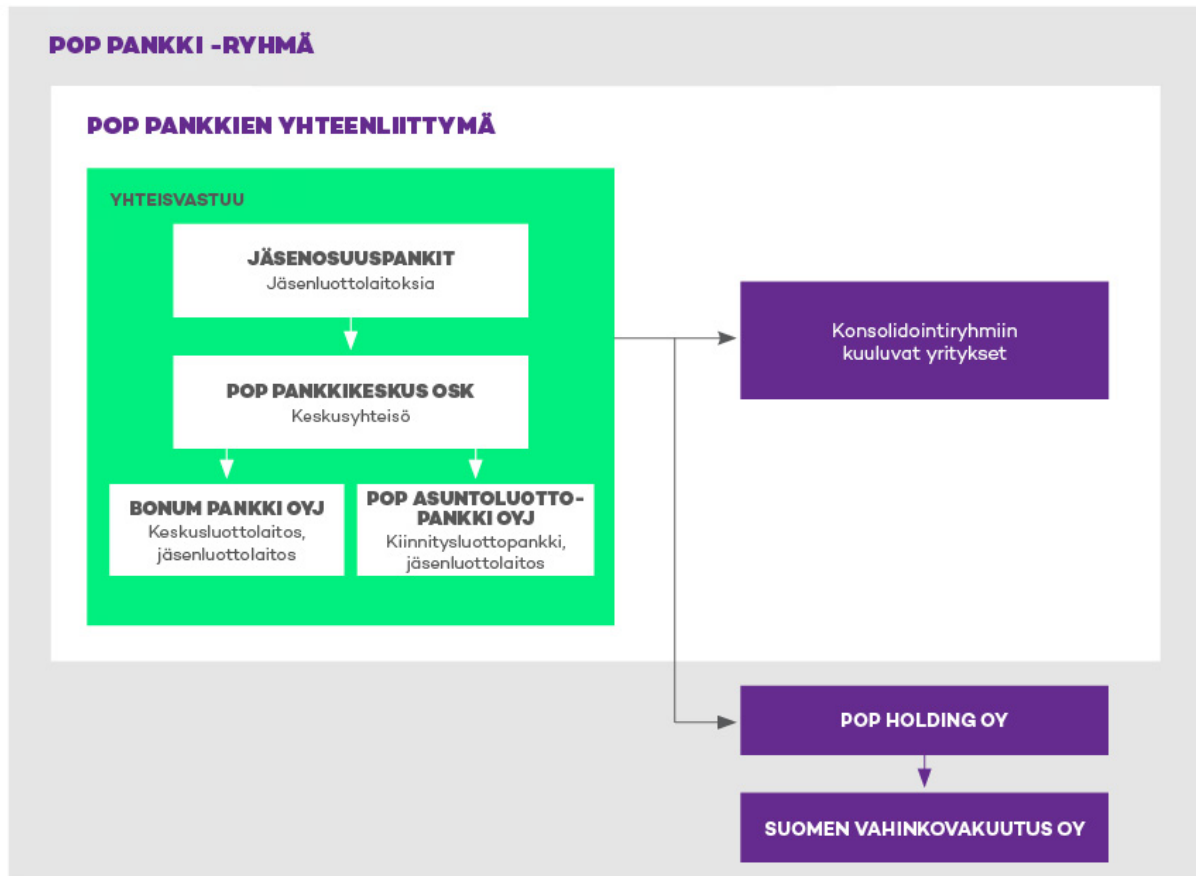 POP PANKKI -RYHMÄ
POP PANKKIEN YHTEENLIITTYMÄ
YHTEISVASTUU
JÄSENOSUUSPANKIT
Jäsenluottolaitoksia
POP PANKKIKESKUS OSK
Keskusyhteisö
BONUM PANKKI OYJ
Keskusluottolaitos,
jäsenluottolaitos
POP ASUNTOLUOTTO-
PANKKI OYJ
Kiinnitysluottopankki,
jäsenluottolaitos
Konsolidointiryhmiin
kuuluvat yritykset
POP HOLDING OY
SUOMEN VAHINKOVAKUUTUS OY